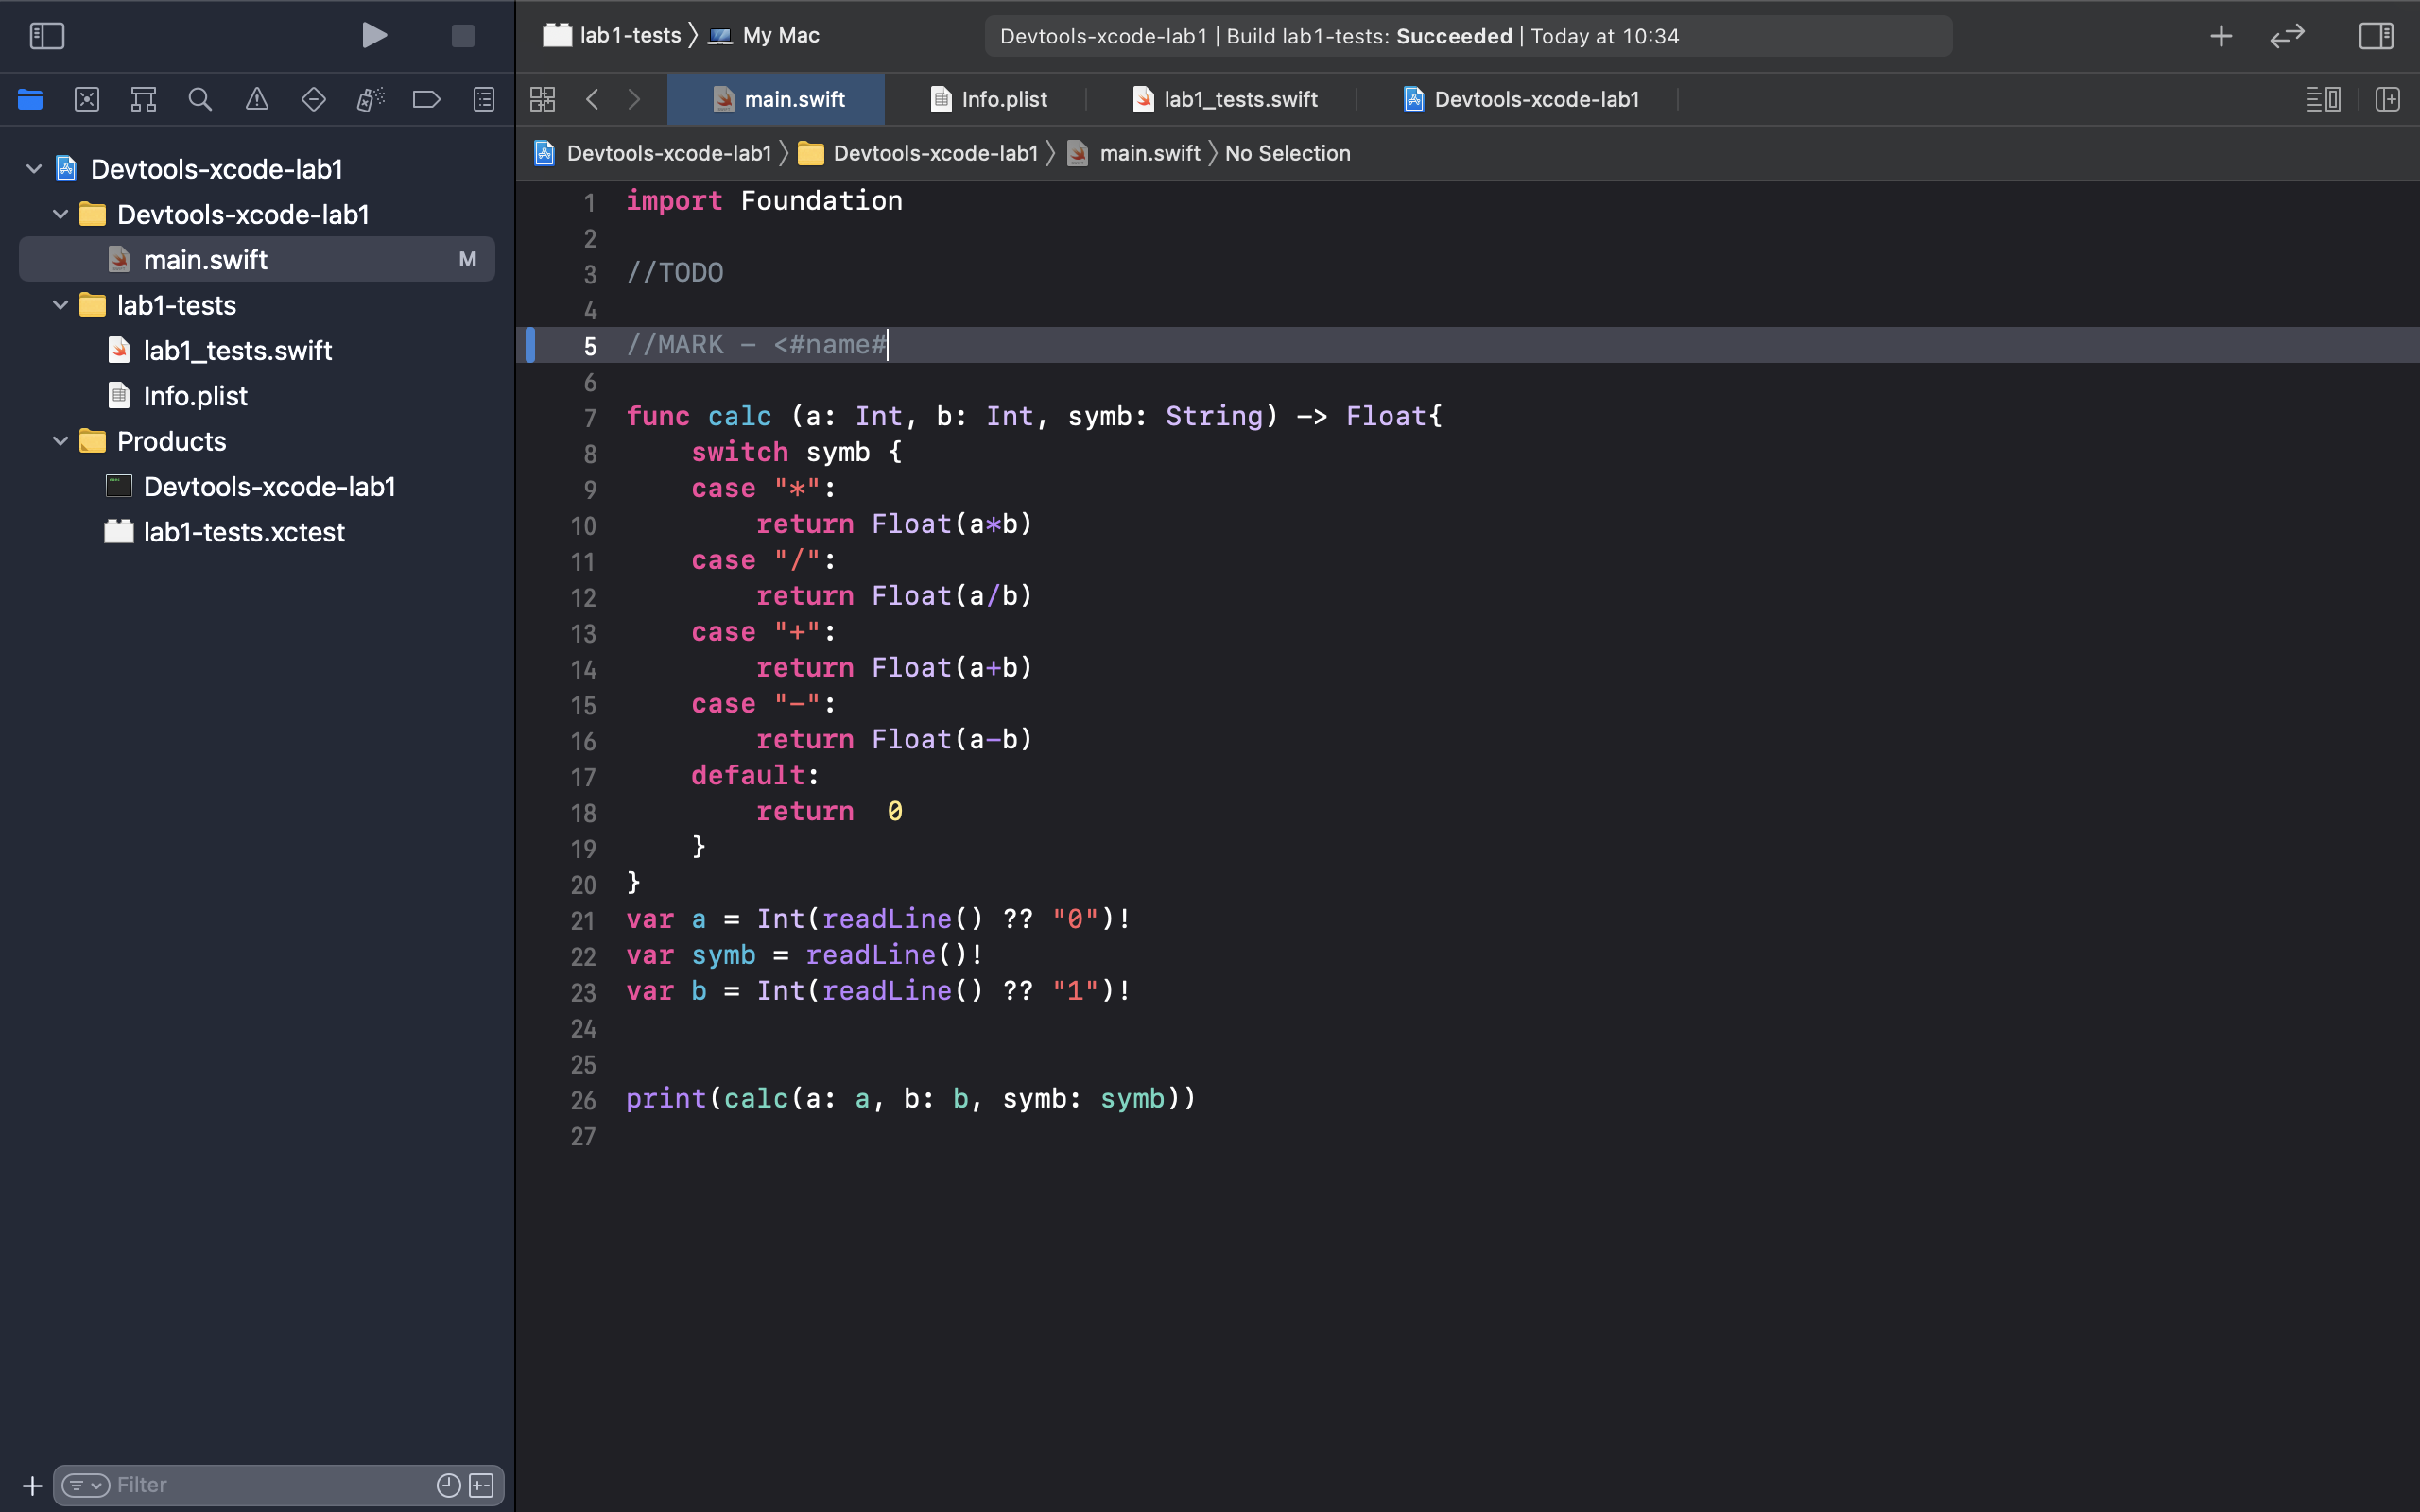 lab1-tests 〉 My Mac
Devtools-xcode-lab1 | Build lab1-tests: Succeeded | Today at 10:34
main.swift
Info.plist
lab1_tests.swift
Devtools-xcode-lab1
Devtools-xcode-lab1 〉 Devtools-xcode-lab1 〉 main.swift 〉 No Selection
Devtools-xcode-lab1
Devtools-xcode-lab1
main.swift M
lab1-tests
lab1_tests.swift
Info.plist
Products
Devtools-xcode-lab1
lab1-tests.xctest
Filter
1 import Foundation
2
3 //TODO
4
5 //MARK - <#name#
6
7 func calc (a: Int, b: Int, symb: String) -> Float{
8     switch symb {
9     case "*":
10         return Float(a*b)
11     case "/":
12         return Float(a/b)
13     case "+":
14         return Float(a+b)
15     case "-":
16         return Float(a-b)
17     default:
18         return  0
19     }
20 }
21 var a = Int(readLine() ?? "0")!
22 var symb = readLine()!
23 var b = Int(readLine() ?? "1")!
24
25
26 print(calc(a: a, b: b, symb: symb))
27